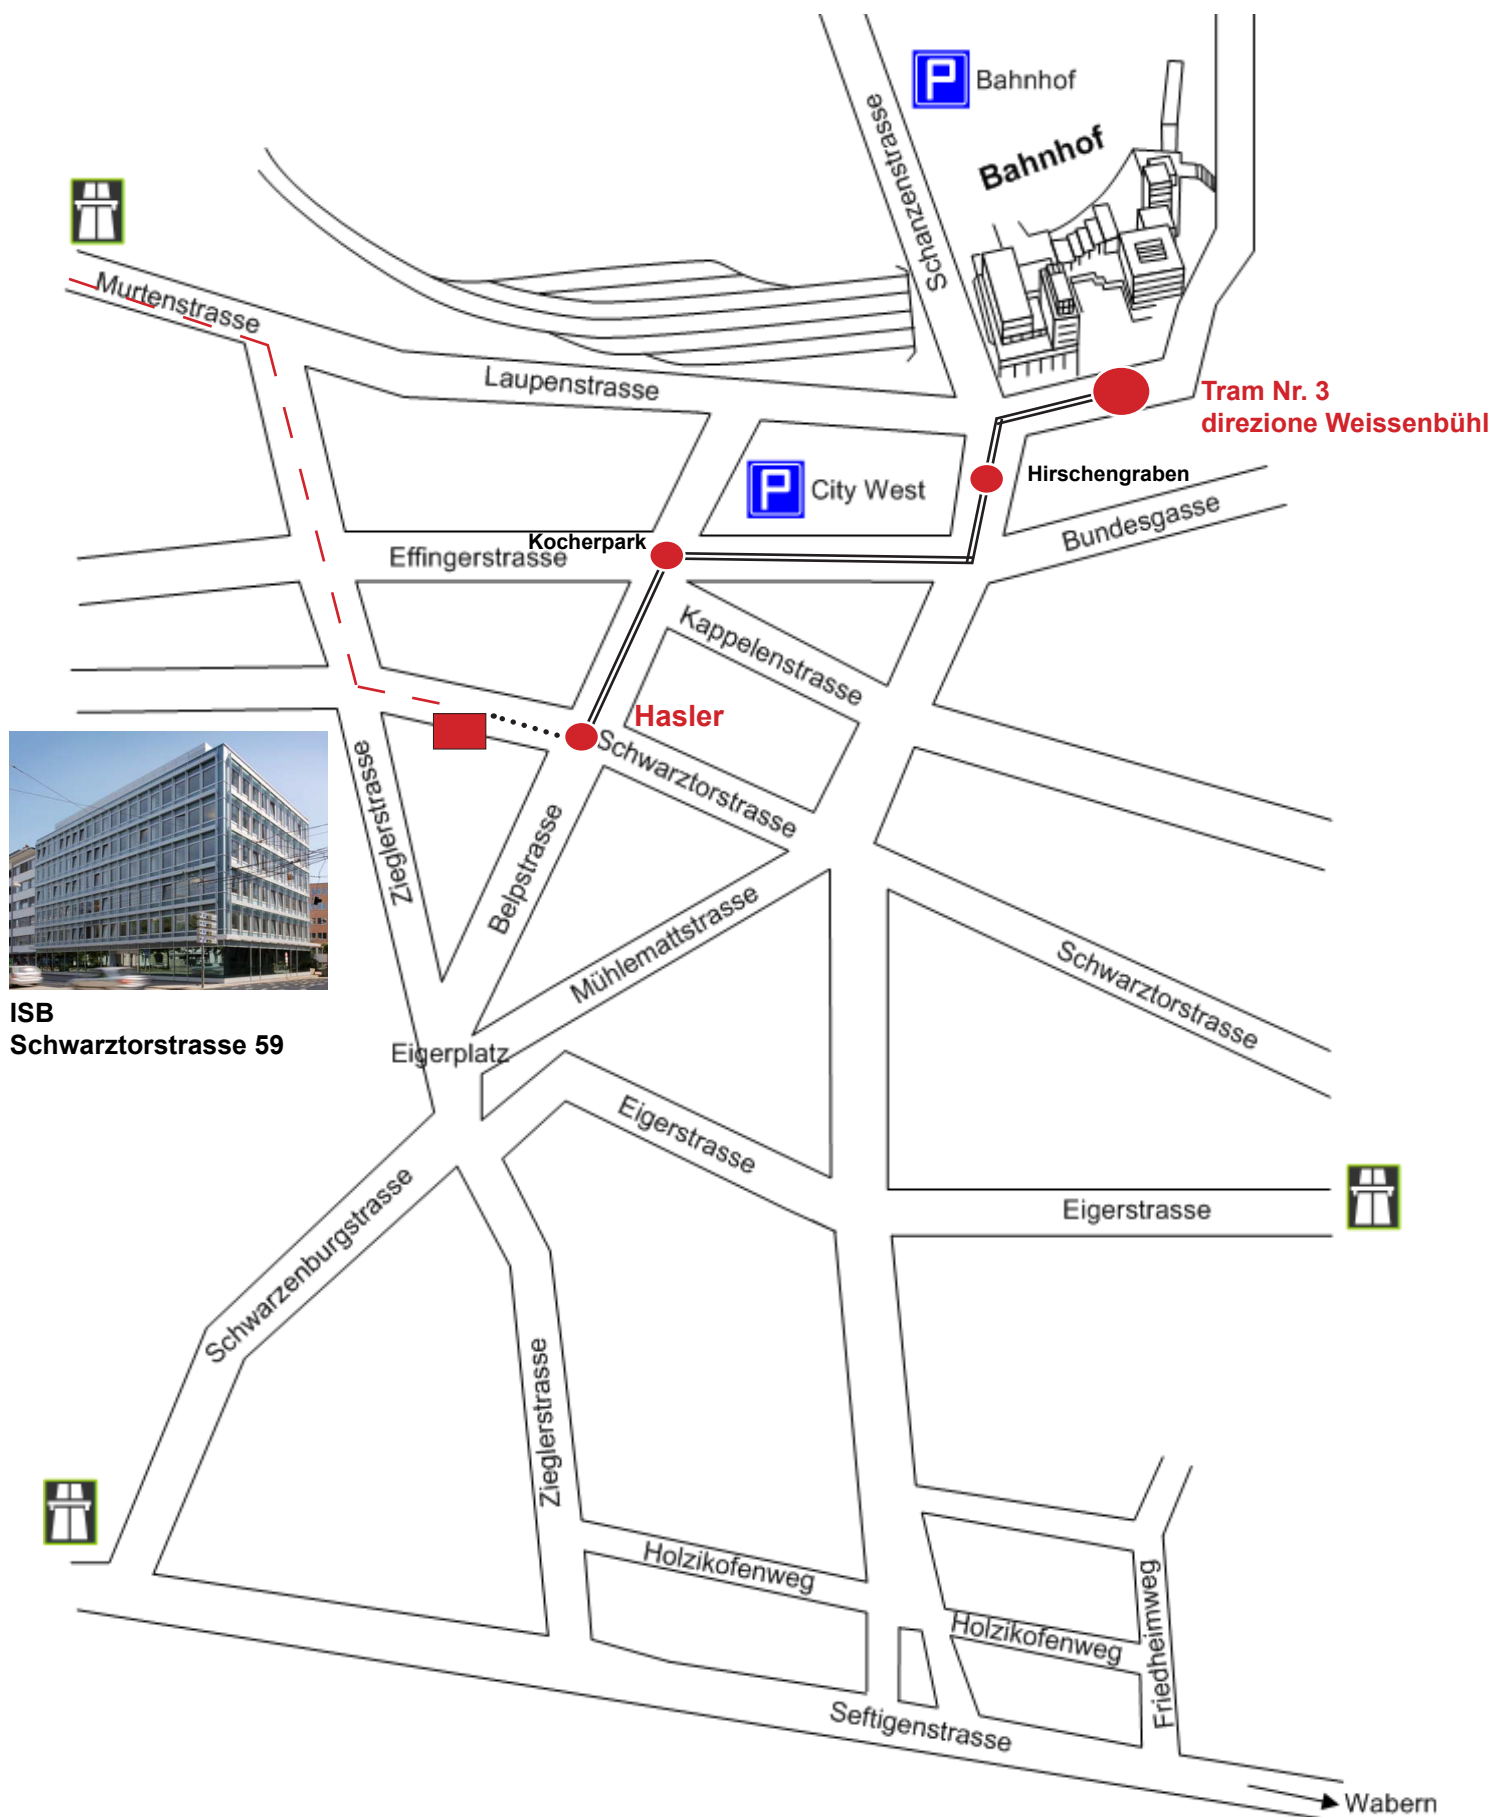 P Bahnhof
Bahnhof
Schanzenstrasse
Murtenstrasse
Laupenstrasse
Tram Nr. 3
direzione Weissenbühl
P City West
Hirschengraben
Bundesgasse
Kocherpark
Effingerstrasse
Kappelenstrasse
Hasler
Schwarztorstrasse
Zieglerstrasse
Belpstrasse
Mühlemattstrasse
Schwarztorstrasse
ISB
Schwarztorstrasse 59
Eigerplatz
Eigerstrasse
Eigerstrasse
Schwarzenburgstrasse
Zieglerstrasse
Holzikofenweg
Holzikofenweg
Friedheimweg
Seftigenstrasse
Wabern